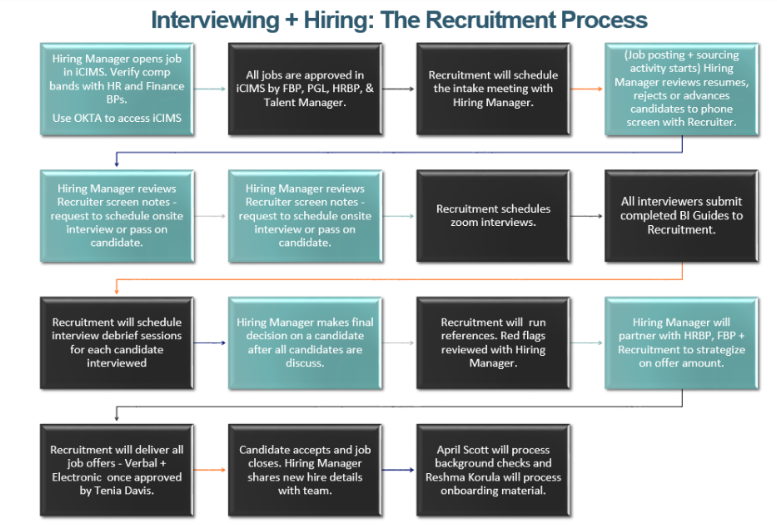 Interviewing + Hiring: The Recruitment Process
Hiring Manager opens job
in iCIMS. Verify comp
bands with HR and Finance
BPs.
Use OKTA to access iCIMS
All jobs are approved in
iCIMS by FBP, PGL, HRBP, &
Talent Manager.
Recruitment will schedule
the intake meeting with
Hiring Manager.
(Job posting + sourcing
activity starts) Hiring
Manager reviews resumes,
rejects or advances
candidates to phone
screen with Recruiter.
Hiring Manager reviews
Recruiter screen notes -
request to schedule onsite
interview or pass on
candidate.
Hiring Manager reviews
Recruiter screen notes -
request to schedule onsite
interview or pass on
candidate.
Recruitment schedules
zoom interviews.
All interviewers submit
completed BI Guides to
Recruitment.
Recruitment will schedule
interview debrief sessions
for each candidate
interviewed
Hiring Manager makes final
decision on a candidate
after all candidates are
discuss.
Recruitment will run
references. Red flags
reviewed with Hiring
Manager.
Hiring Manager will
partner with HRBP, FBP +
Recruitment to strategize
on offer amount.
Recruitment will deliver all
job offers - Verbal +
Electronic once approved
by Tenia Davis.
Candidate accepts and job
closes. Hiring Manager
shares new hire details
with team.
April Scott will process
background checks and
Reshma Korula will process
onboarding material.